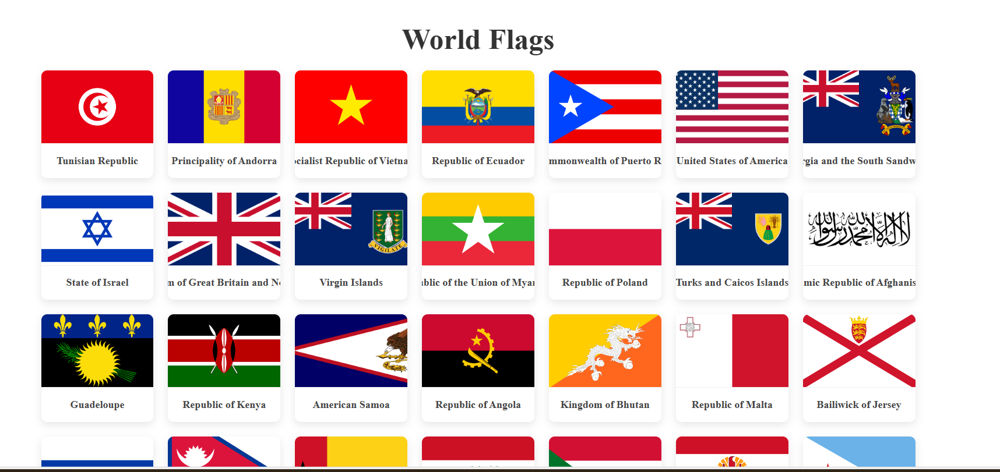 World Flags
Tunisian Republic
Principality of Andorra
ocialist Republic of Vietna
Republic of Ecuador
mmonwealth of Puerto R
United States of America
rgia and the South Sandw
State of Israel
m of Great Britain and No
VIGILATE
Virgin Islands
ublic of the Union of Myan
Republic of Poland
Turks and Caicos Islands
لا إله إلا الله محمد رسول الله
mic Republic of Afghanis
Guadeloupe
Republic of Kenya
American Samoa
Republic of Angola
Kingdom of Bhutan
Republic of Malta
Bailiwick of Jersey